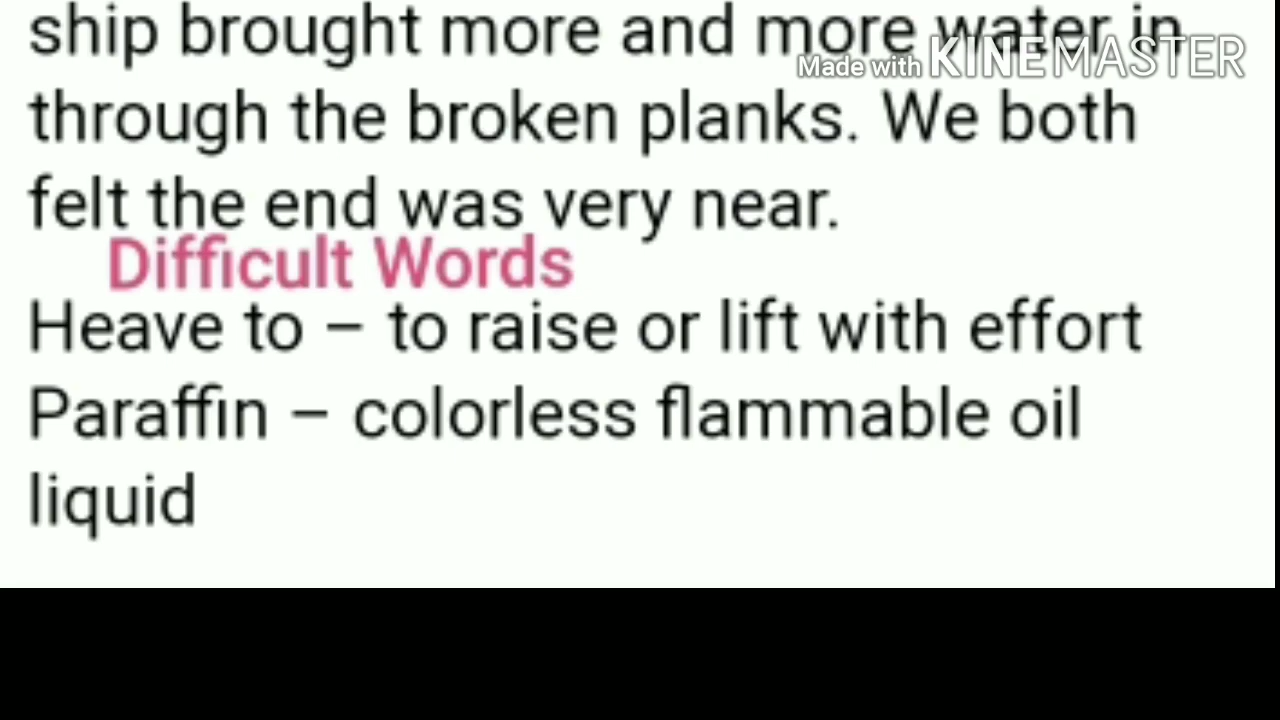 ship brought more and more water in
Made with KINEMASTER
through the broken planks. We both
felt the end was very near.
Difficult Words
Heave to – to raise or lift with effort
Paraffin – colorless flammable oil
liquid